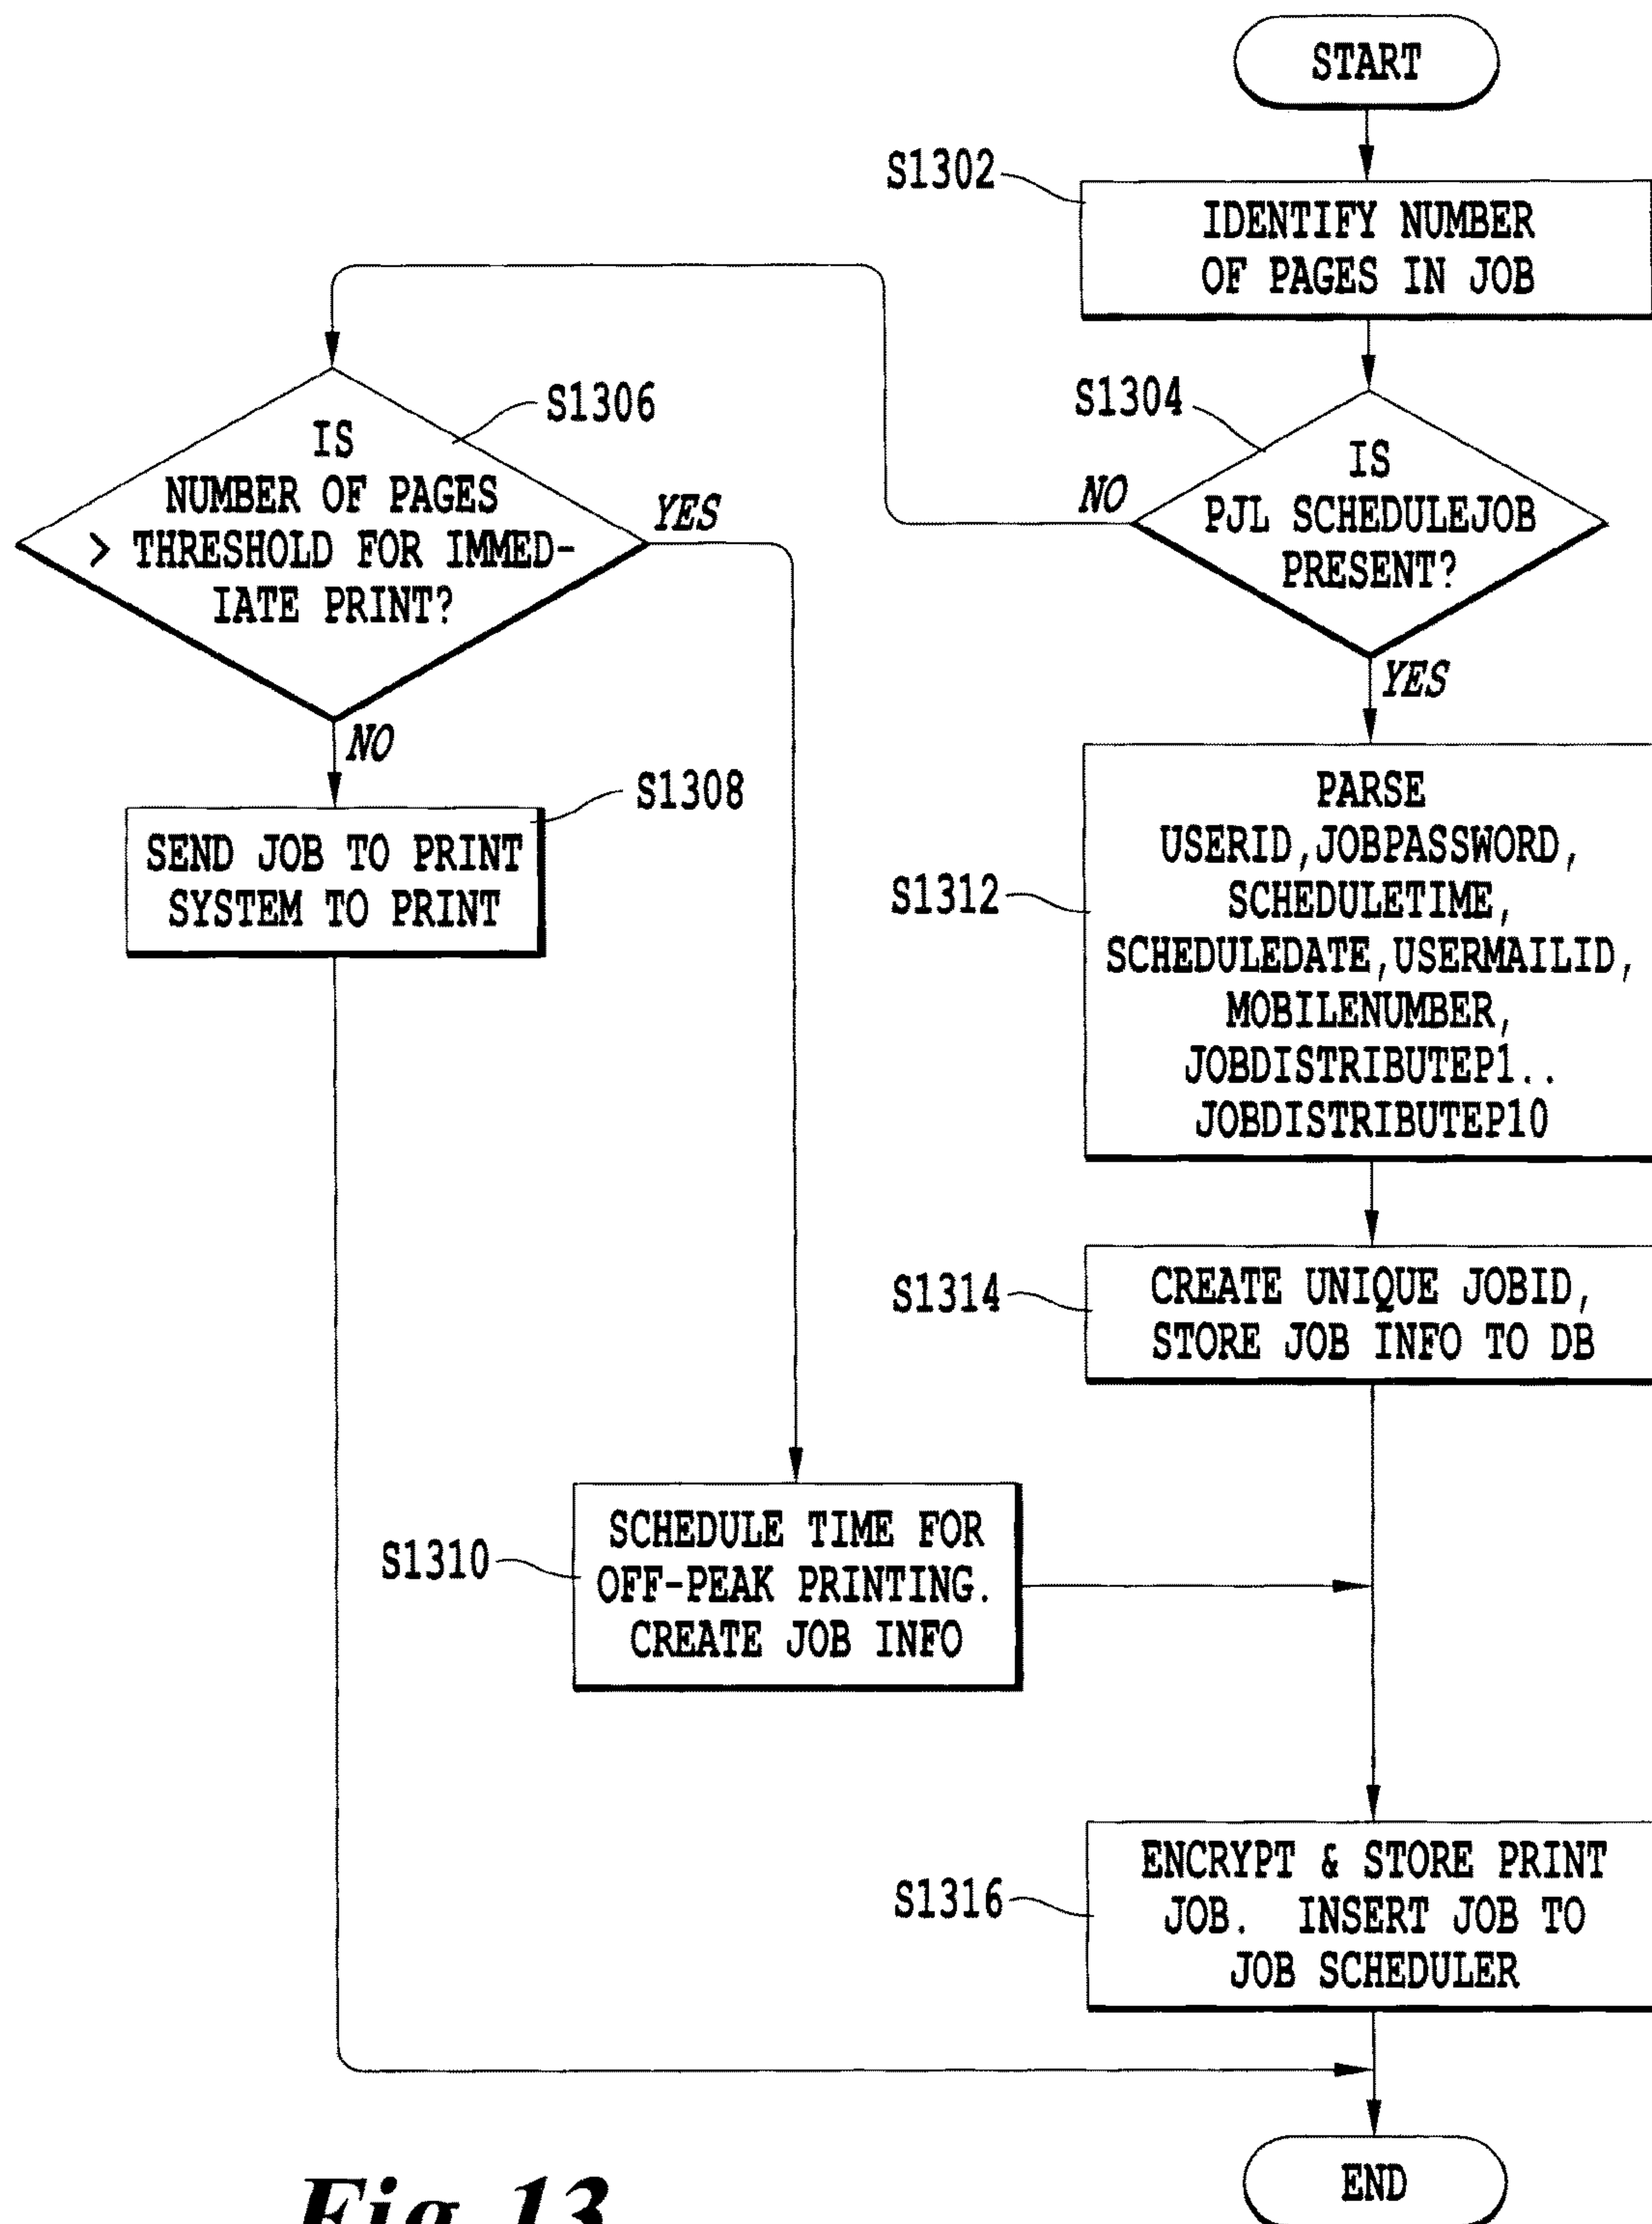 START
S1302
IDENTIFY NUMBER
OF PAGES IN JOB
S1304
IS
PJL SCHEDULEJOB
PRESENT?
NO
YES
S1306
IS
NUMBER OF PAGES
> THRESHOLD FOR IMMED-
IATE PRINT?
YES
NO
S1308
SEND JOB TO PRINT
SYSTEM TO PRINT
S1312
PARSE
USERID,JOBPASSWORD,
SCHEDULETIME,
SCHEDULEDATE,USERMAILID,
MOBILENUMBER,
JOBDISTRIBUTEP1..
JOBDISTRIBUTEP10
S1314
CREATE UNIQUE JOBID,
STORE JOB INFO TO DB
S1310
SCHEDULE TIME FOR
OFF-PEAK PRINTING.
CREATE JOB INFO
S1316
ENCRYPT & STORE PRINT
JOB. INSERT JOB TO
JOB SCHEDULER
END
Fig. 13